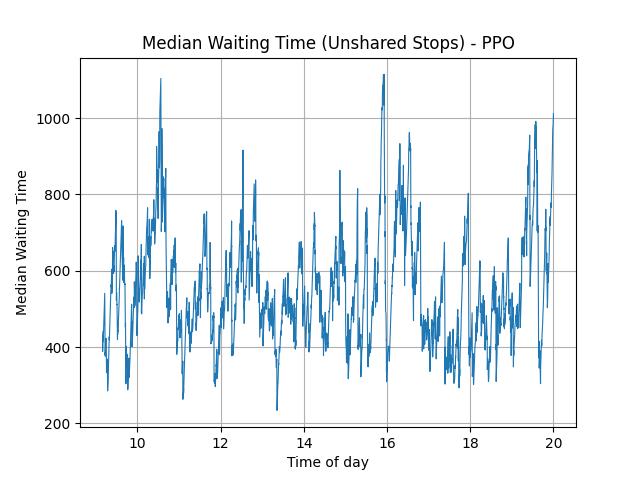 Median Waiting Time (Unshared Stops) - PPO
1000
800
600
400
200
Median Waiting Time
10 12 14 16 18 20
Time of day